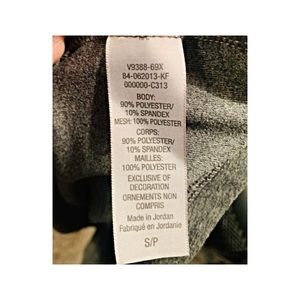 V9388-69X
84-062013-KF
000000-C313
BODY:
90% POLYESTER/
10% SPANDEX
MESH: 100% POLYESTER
CORPS:
90% POLYESTER/
10% SPANDEX
MAILLES:
100% POLYESTER
EXCLUSIVE OF
DECORATION
ORNEMENTS NON
COMPRIS
Made in Jordan
Fabriqué en Jordanie
S/P